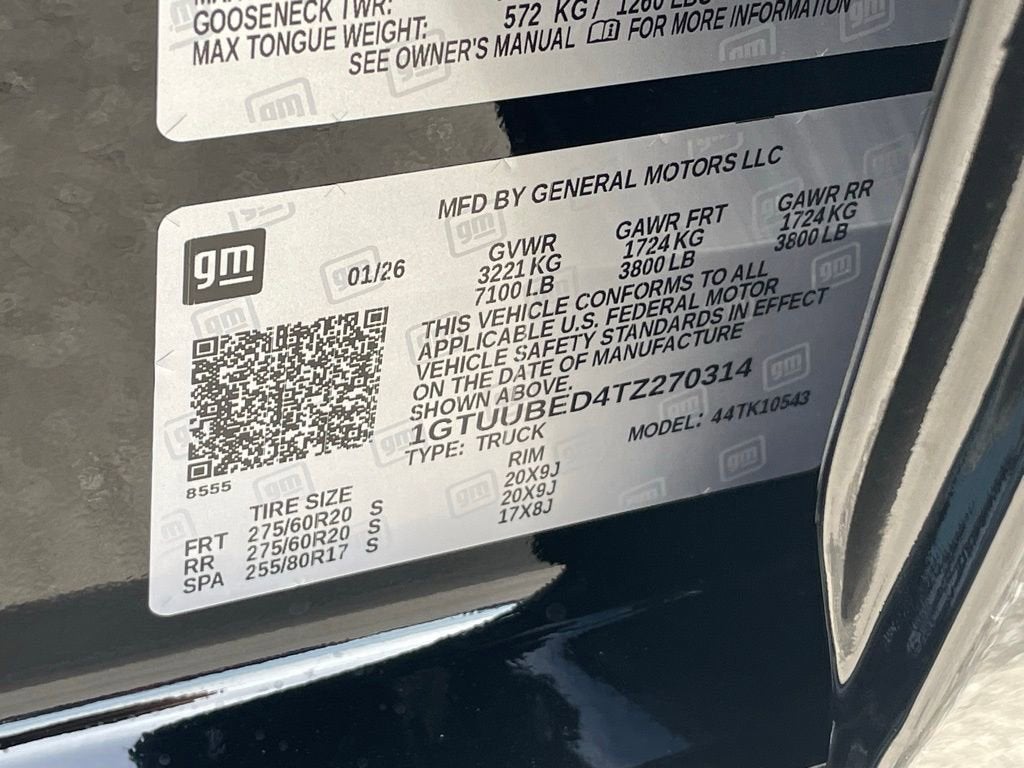 GOOSENECK TWR:
MAX TONGUE WEIGHT: 572 KG / 1260 LBS
SEE OWNER'S MANUAL FOR MORE INFORMATION
MFD BY GENERAL MOTORS LLC
gm
01/26
GVWR GAWR FRT GAWR RR
3221 KG 1724 KG 1724 KG
7100 LB 3800 LB 3800 LB
THIS VEHICLE CONFORMS TO ALL
APPLICABLE U.S. FEDERAL MOTOR
VEHICLE SAFETY STANDARDS IN EFFECT
ON THE DATE OF MANUFACTURE
SHOWN ABOVE.
1GTUUBED4TZ270314
TYPE: TRUCK MODEL: 44TK10543
8555
TIRE SIZE RIM
FRT 275/60R20 S 20X9J
RR 275/60R20 S 20X9J
SPA 255/80R17 S 17X8J